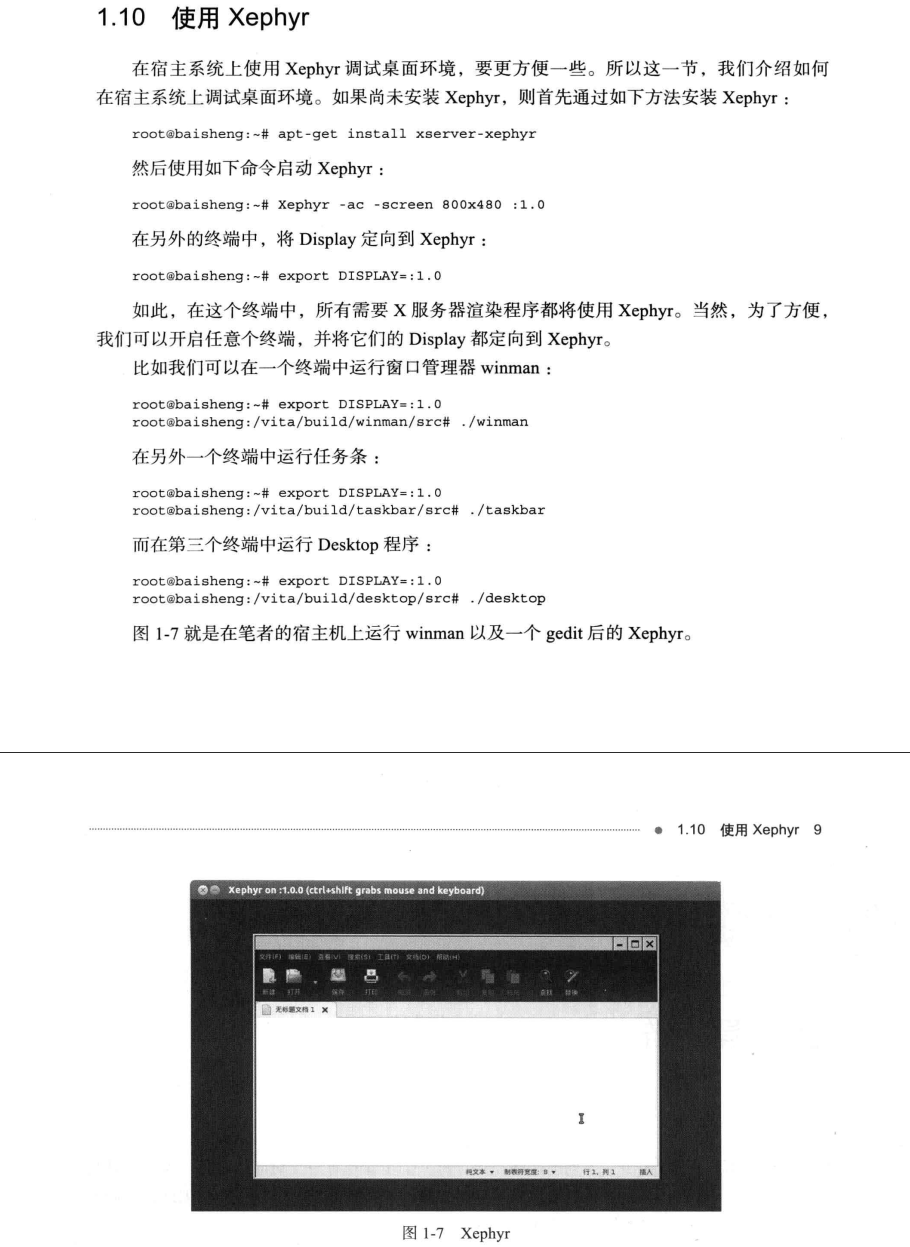 1.10 使用 Xephyr
在宿主系统上使用 Xephyr 调试桌面环境，要更方便一些。所以这一节，我们介绍如何
在宿主系统上调试桌面环境。如果尚未安装 Xephyr，则首先通过如下方法安装 Xephyr：
root@baisheng:~# apt-get install xserver-xephyr
然后使用如下命令启动 Xephyr：
root@baisheng:~# Xephyr -ac -screen 800x480 :1.0
在另外的终端中，将 Display 定向到 Xephyr：
root@baisheng:~# export DISPLAY=:1.0
如此，在这个终端中，所有需要 X 服务器渲染程序都将使用 Xephyr。当然，为了方便，
我们可以开启任意个终端，并将它们的 Display 都定向到 Xephyr。
比如我们可以在一个终端中运行窗口管理器 winman：
root@baisheng:~# export DISPLAY=:1.0
root@baisheng:/vita/build/winman/src# ./winman
在另外一个终端中运行任务条：
root@baisheng:~# export DISPLAY=:1.0
root@baisheng:/vita/build/taskbar/src# ./taskbar
而在第三个终端中运行 Desktop 程序：
root@baisheng:~# export DISPLAY=:1.0
root@baisheng:/vita/build/desktop/src# ./desktop
图 1-7 就是在笔者的宿主机上运行 winman 以及一个 gedit 后的 Xephyr。
1.10 使用 Xephyr 9
Xephyr on :1.0.0 (ctrl+shift grabs mouse and keyboard)
文件(F) 编辑(E) 查看(V) 搜索(S) 工具(T) 文档(D) 帮助(H)
新建 打开 保存 打印 查找 替换
无标题文档 1
纯文本 制表符宽度: 8 行 1，列 1 插入
图 1-7 Xephyr